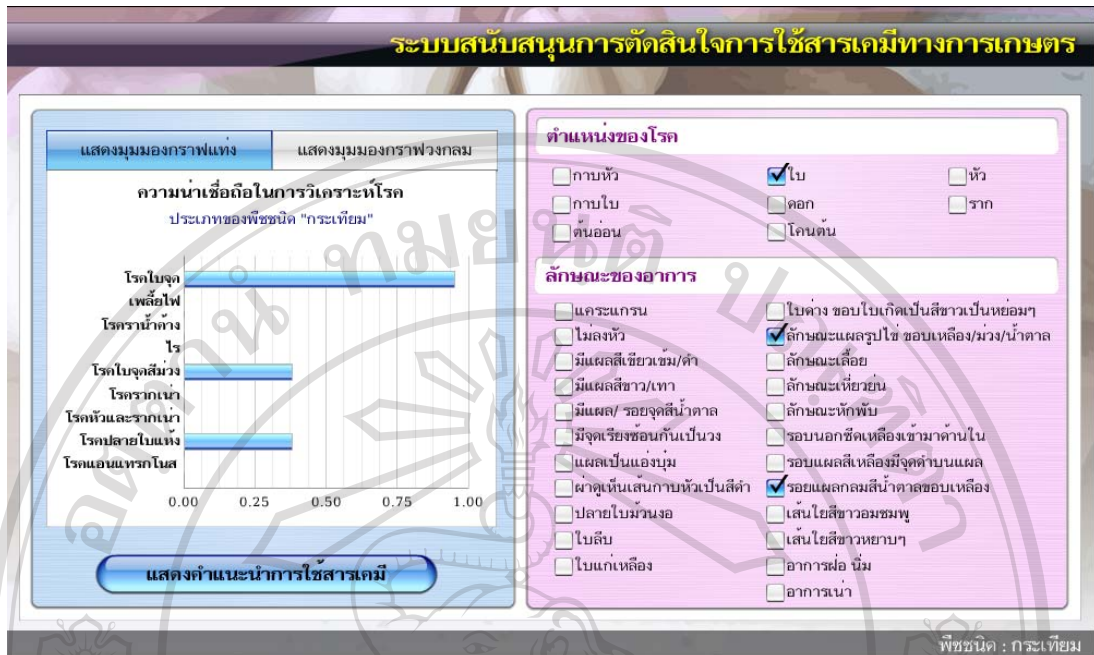 ระบบสนับสนุนการตัดสินใจการใช้สารเคมีทางการเกษตร
แสดงมุมมองกราฟแท่ง
แสดงมุมมองกราฟวงกลม
ความน่าเชื่อถือในการวิเคราะห์โรค
ประเภทของพืชชนิด "กระเทียม"
โรคใบจุด
เพลี้ยไฟ
โรคราน้ำค้าง
ไร
โรคใบจุดสีม่วง
โรครากเน่า
โรคหัวและรากเน่า
โรคปลายใบแห้ง
โรคแอนแทรกโนส
0.00 0.25 0.50 0.75 1.00
แสดงคำแนะนำการใช้สารเคมี
ตำแหน่งของโรค
กาบหัว ใบ หัว
กาบใบ ดอก ราก
ต้นอ่อน โคนต้น
ลักษณะของอาการ
แคระแกรน ใบด่าง ขอบใบเกิดเป็นสีขาวเป็นหย่อมๆ
ไม่ลงหัว ลักษณะแผลรูปไข่ ขอบเหลือง/ม่วง/น้ำตาล
มีแผลสีเขียวเข้ม/ดำ ลักษณะเลื้อย
มีแผลสีขาว/เทา ลักษณะเหี่ยวย่น
มีแผล/ รอยจุดสีน้ำตาล ลักษณะหักพับ
มีจุดเรียงซ้อนกันเป็นวง รอบนอกซีดเหลืองเข้ามาด้านใน
แผลเป็นแอ่งบุ๋ม รอบแผลสีเหลืองมีจุดดำบนแผล
ผ่าดูเห็นเส้นกาบหัวเป็นสีดำ รอยแผลกลมสีน้ำตาลขอบเหลือง
ปลายใบม้วนงอ เส้นใยสีขาวอมชมพู
ใบลีบ เส้นใยสีขาวหยาบๆ
ใบแก่เหลือง อาการฝ่อ นิ่ม
อาการเน่า
พืชชนิด : กระเทียม